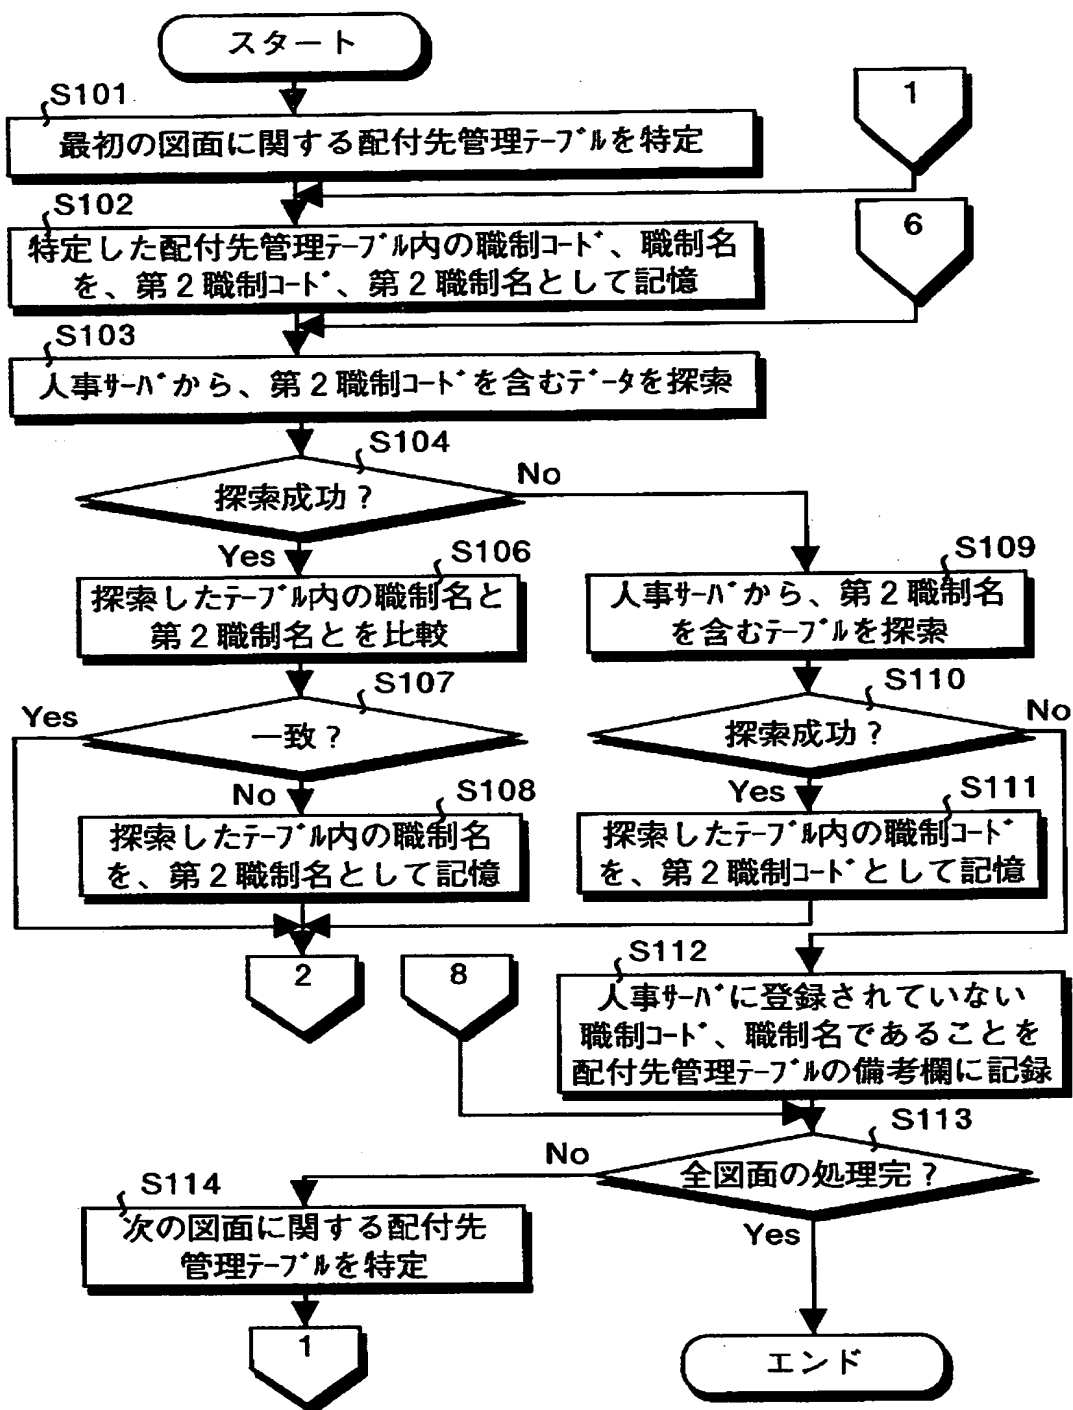 スタート
1
S101
最初の図面に関する配付先管理ﾃｰﾌﾞﾙを特定
S102
特定した配付先管理ﾃｰﾌﾞﾙ内の職制ｺｰﾄﾞ、職制名
を、第２職制ｺｰﾄﾞ、第２職制名として記憶
6
S103
人事ｻｰﾊﾞから、第２職制ｺｰﾄﾞを含むﾃﾞｰﾀを探索
S104
探索成功？
No
Yes
S106
探索したﾃｰﾌﾞﾙ内の職制名と
第２職制名とを比較
S109
人事ｻｰﾊﾞから、第２職制名
を含むﾃｰﾌﾞﾙを探索
S107
Yes
一致？
No
S108
探索したﾃｰﾌﾞﾙ内の職制名
を、第２職制名として記憶
S110
探索成功？
No
Yes
S111
探索したﾃｰﾌﾞﾙ内の職制ｺｰﾄﾞ
を、第２職制ｺｰﾄﾞとして記憶
2
8
S112
人事ｻｰﾊﾞに登録されていない
職制ｺｰﾄﾞ、職制名であることを
配付先管理ﾃｰﾌﾞﾙの備考欄に記録
S113
全図面の処理完？
No
Yes
S114
次の図面に関する配付先
管理ﾃｰﾌﾞﾙを特定
1
エンド